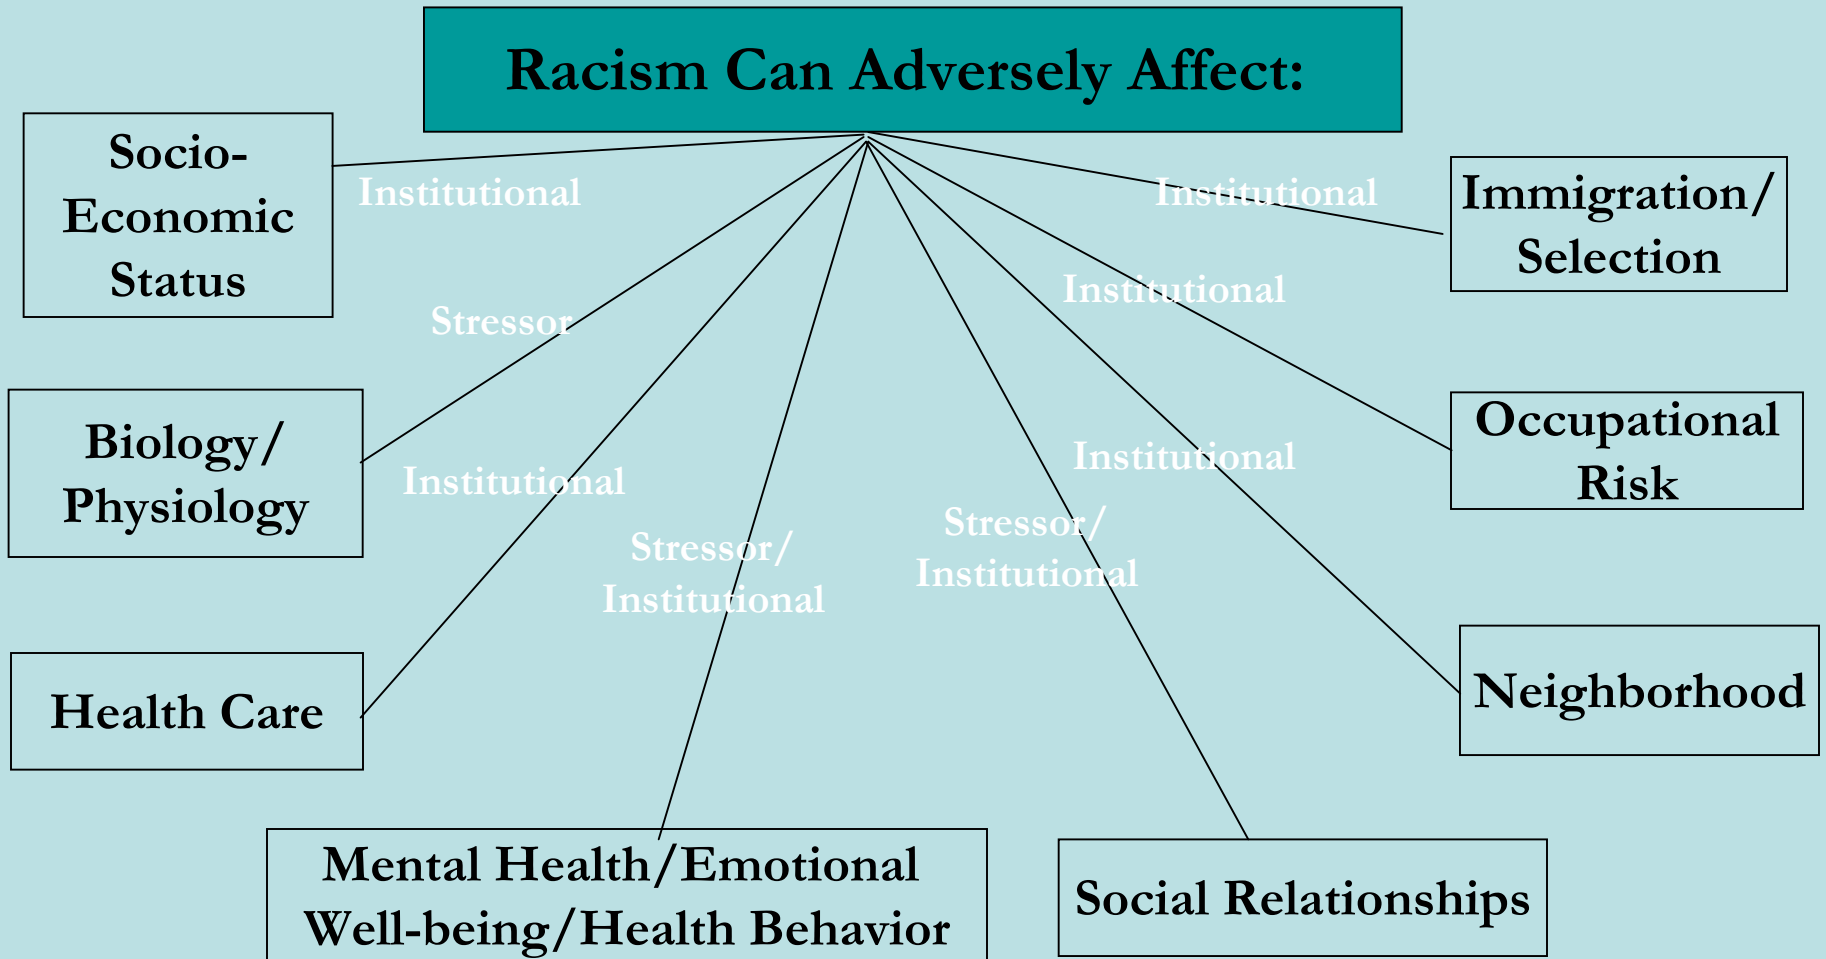 Racism Can Adversely Affect:
Socio-
Economic
Status
Institutional
Institutional
Immigration/
Selection
Stressor
Institutional
Biology/
Physiology
Institutional
Institutional
Occupational
Risk
Stressor/
Institutional
Stressor/
Institutional
Health Care
Neighborhood
Mental Health/Emotional
Well-being/Health Behavior
Social Relationships